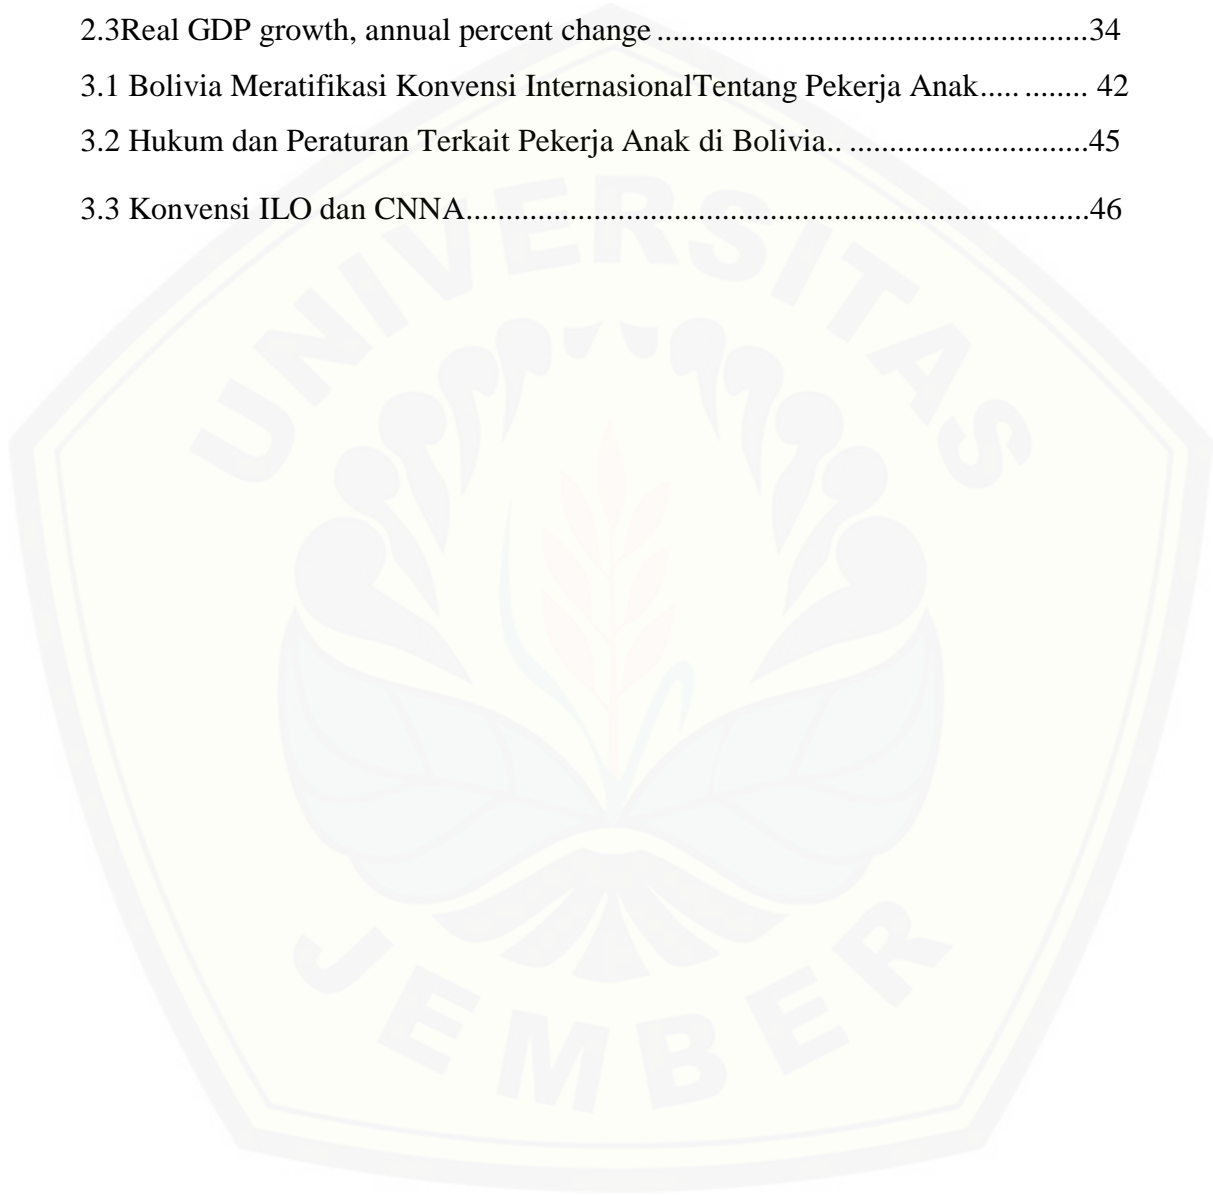 2.3Real GDP growth, annual percent change....................................................34
3.1 Bolivia Meratifikasi Konvensi InternasionalTentang Pekerja Anak..... ........ 42
3.2 Hukum dan Peraturan Terkait Pekerja Anak di Bolivia.. .............................45
3.3 Konvensi ILO dan CNNA...........................................................................46
UNIVERSITAS
JEMBER